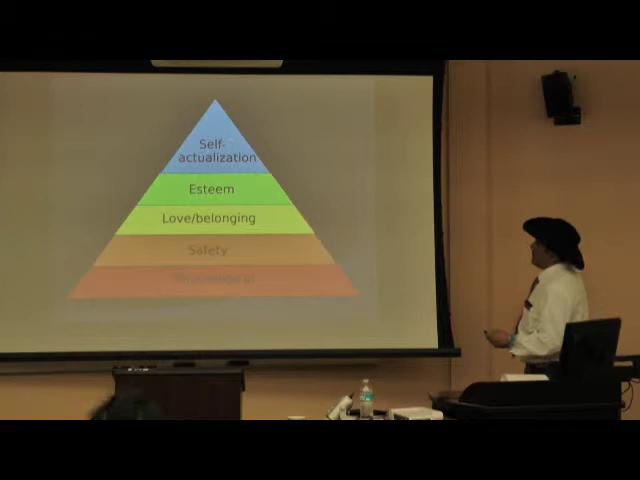 Self-
actualization
Esteem
Love/belonging
Safety